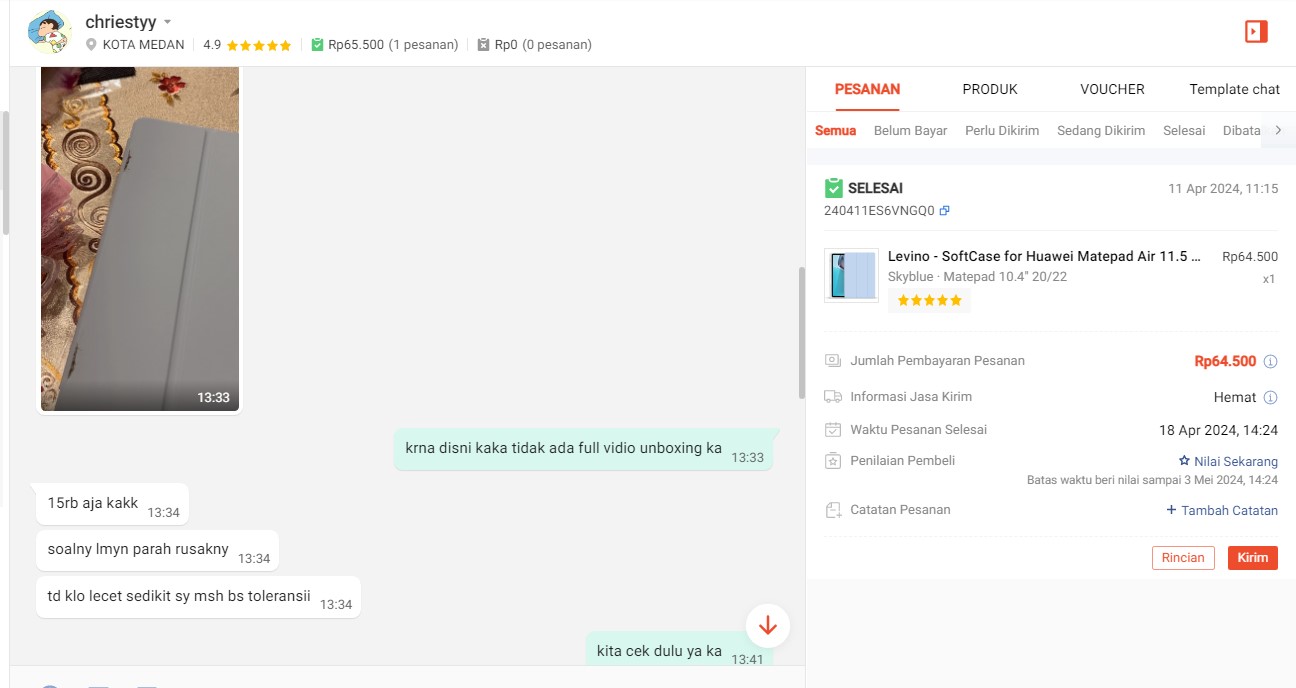 chriestyy
KOTA MEDAN 4.9 Rp65.500 (1 pesanan) Rp0 (0 pesanan)
13:33
krna disni kaka tidak ada full vidio unboxing ka 13:33
15rb aja kakk 13:34
soalny lmyn parah rusakny 13:34
td klo lecet sedikit sy msh bs toleransii 13:34
kita cek dulu ya ka 13:41
PESANAN PRODUK VOUCHER Template chat
Semua Belum Bayar Perlu Dikirim Sedang Dikirim Selesai Dibata
SELESAI 11 Apr 2024, 11:15
240411ES6VNGQ0
Levino - SoftCase for Huawei Matepad Air 11.5 ... Rp64.500
Skyblue · Matepad 10.4" 20/22 x1
Jumlah Pembayaran Pesanan Rp64.500
Informasi Jasa Kirim Hemat
Waktu Pesanan Selesai 18 Apr 2024, 14:24
Penilaian Pembeli Nilai Sekarang
Batas waktu beri nilai sampai 3 Mei 2024, 14:24
Catatan Pesanan + Tambah Catatan
Rincian Kirim